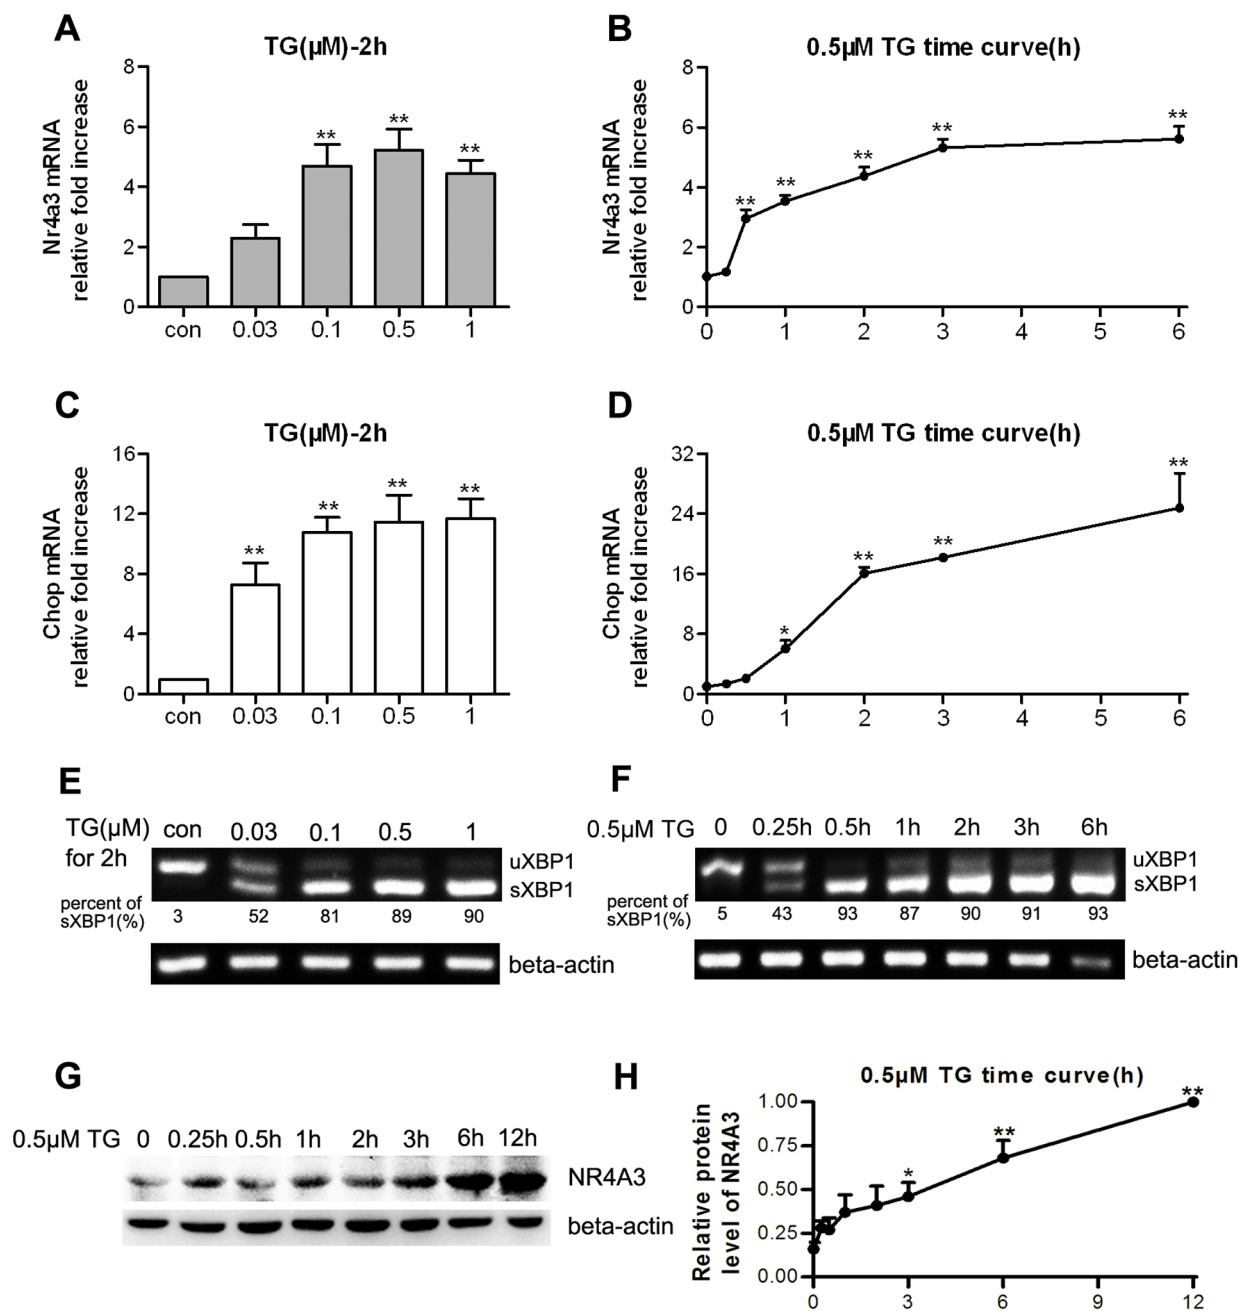 A
TG(µM)-2h
Nr4a3 mRNA
relative fold increase
8
6
4
2
0
con 0.03 0.1 0.5 1
** ** **
B
0.5µM TG time curve(h)
Nr4a3 mRNA
relative fold increase
8
6
4
2
0
0 1 2 3 4 5 6
** ** ** ** **
C
TG(µM)-2h
Chop mRNA
relative fold increase
16
12
8
4
0
con 0.03 0.1 0.5 1
** ** ** **
D
0.5µM TG time curve(h)
Chop mRNA
relative fold increase
32
24
16
8
0
0 1 2 3 4 5 6
* ** ** **
E
TG(µM) con 0.03 0.1 0.5 1
for 2h
uXBP1
sXBP1
percent of
sXBP1(%) 3 52 81 89 90
beta-actin
F
0.5µM TG 0 0.25h 0.5h 1h 2h 3h 6h
uXBP1
sXBP1
percent of
sXBP1(%) 5 43 93 87 90 91 93
beta-actin
G
0.5µM TG 0 0.25h 0.5h 1h 2h 3h 6h 12h
NR4A3
beta-actin
H
0.5µM TG time curve(h)
Relative protein
level of NR4A3
1.00
0.75
0.50
0.25
0.00
0 3 6 9 12
* ** **